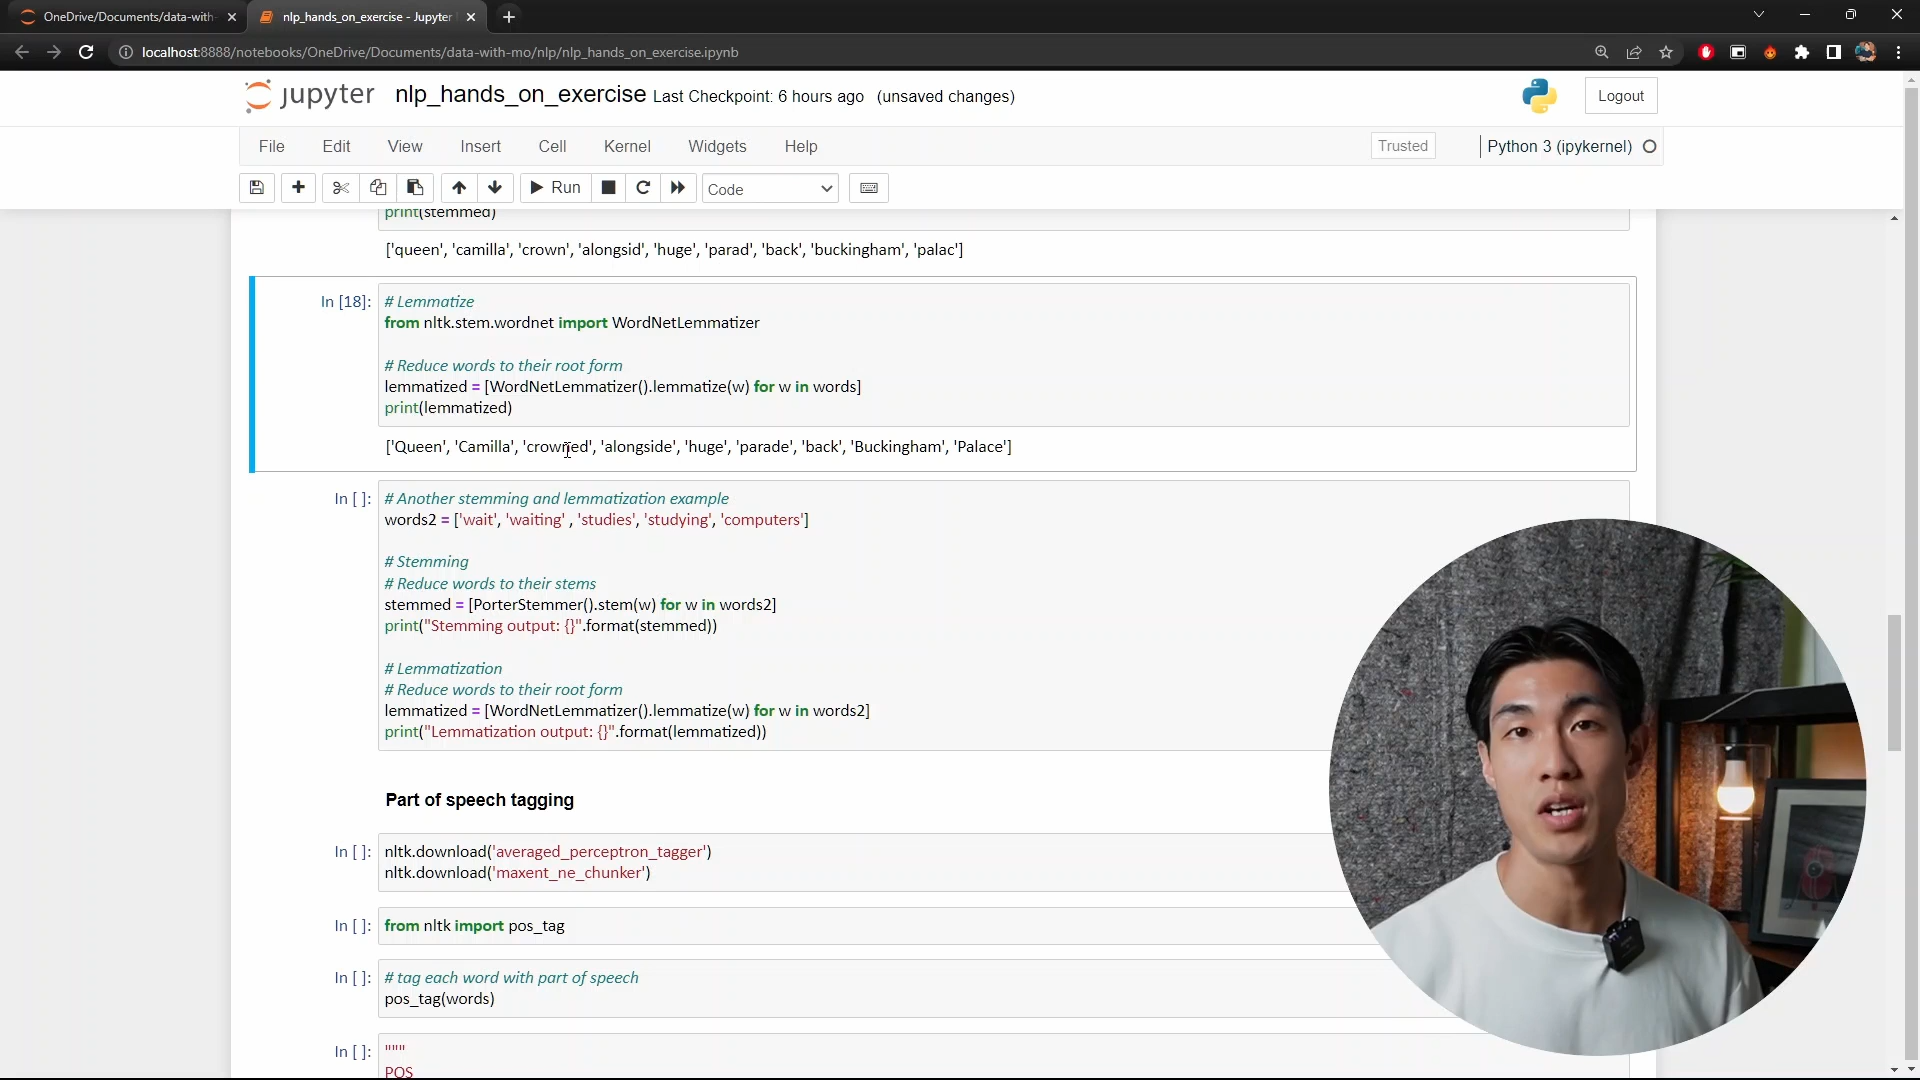 OneDrive/Documents/data-with-
nlp_hands_on_exercise - Jupyter
localhost:8888/notebooks/OneDrive/Documents/data-with-mo/nlp/nlp_hands_on_exercise.ipynb
jupyter nlp_hands_on_exercise Last Checkpoint: 6 hours ago (unsaved changes)
Logout
File Edit View Insert Cell Kernel Widgets Help
Trusted
Python 3 (ipykernel)
Run
Code
print(stemmed)
['queen', 'camilla', 'crown', 'alongsid', 'huge', 'parad', 'back', 'buckingham', 'palac']
In [18]: # Lemmatize
from nltk.stem.wordnet import WordNetLemmatizer
# Reduce words to their root form
lemmatized = [WordNetLemmatizer().lemmatize(w) for w in words]
print(lemmatized)
['Queen', 'Camilla', 'crowned', 'alongside', 'huge', 'parade', 'back', 'Buckingham', 'Palace']
In [ ]: # Another stemming and lemmatization example
words2 = ['wait', 'waiting' , 'studies', 'studying', 'computers']
# Stemming
# Reduce words to their stems
stemmed = [PorterStemmer().stem(w) for w in words2]
print("Stemming output: {}".format(stemmed))
# Lemmatization
# Reduce words to their root form
lemmatized = [WordNetLemmatizer().lemmatize(w) for w in words2]
print("Lemmatization output: {}".format(lemmatized))
Part of speech tagging
In [ ]: nltk.download('averaged_perceptron_tagger')
nltk.download('maxent_ne_chunker')
In [ ]: from nltk import pos_tag
In [ ]: # tag each word with part of speech
pos_tag(words)
In [ ]: """
POS